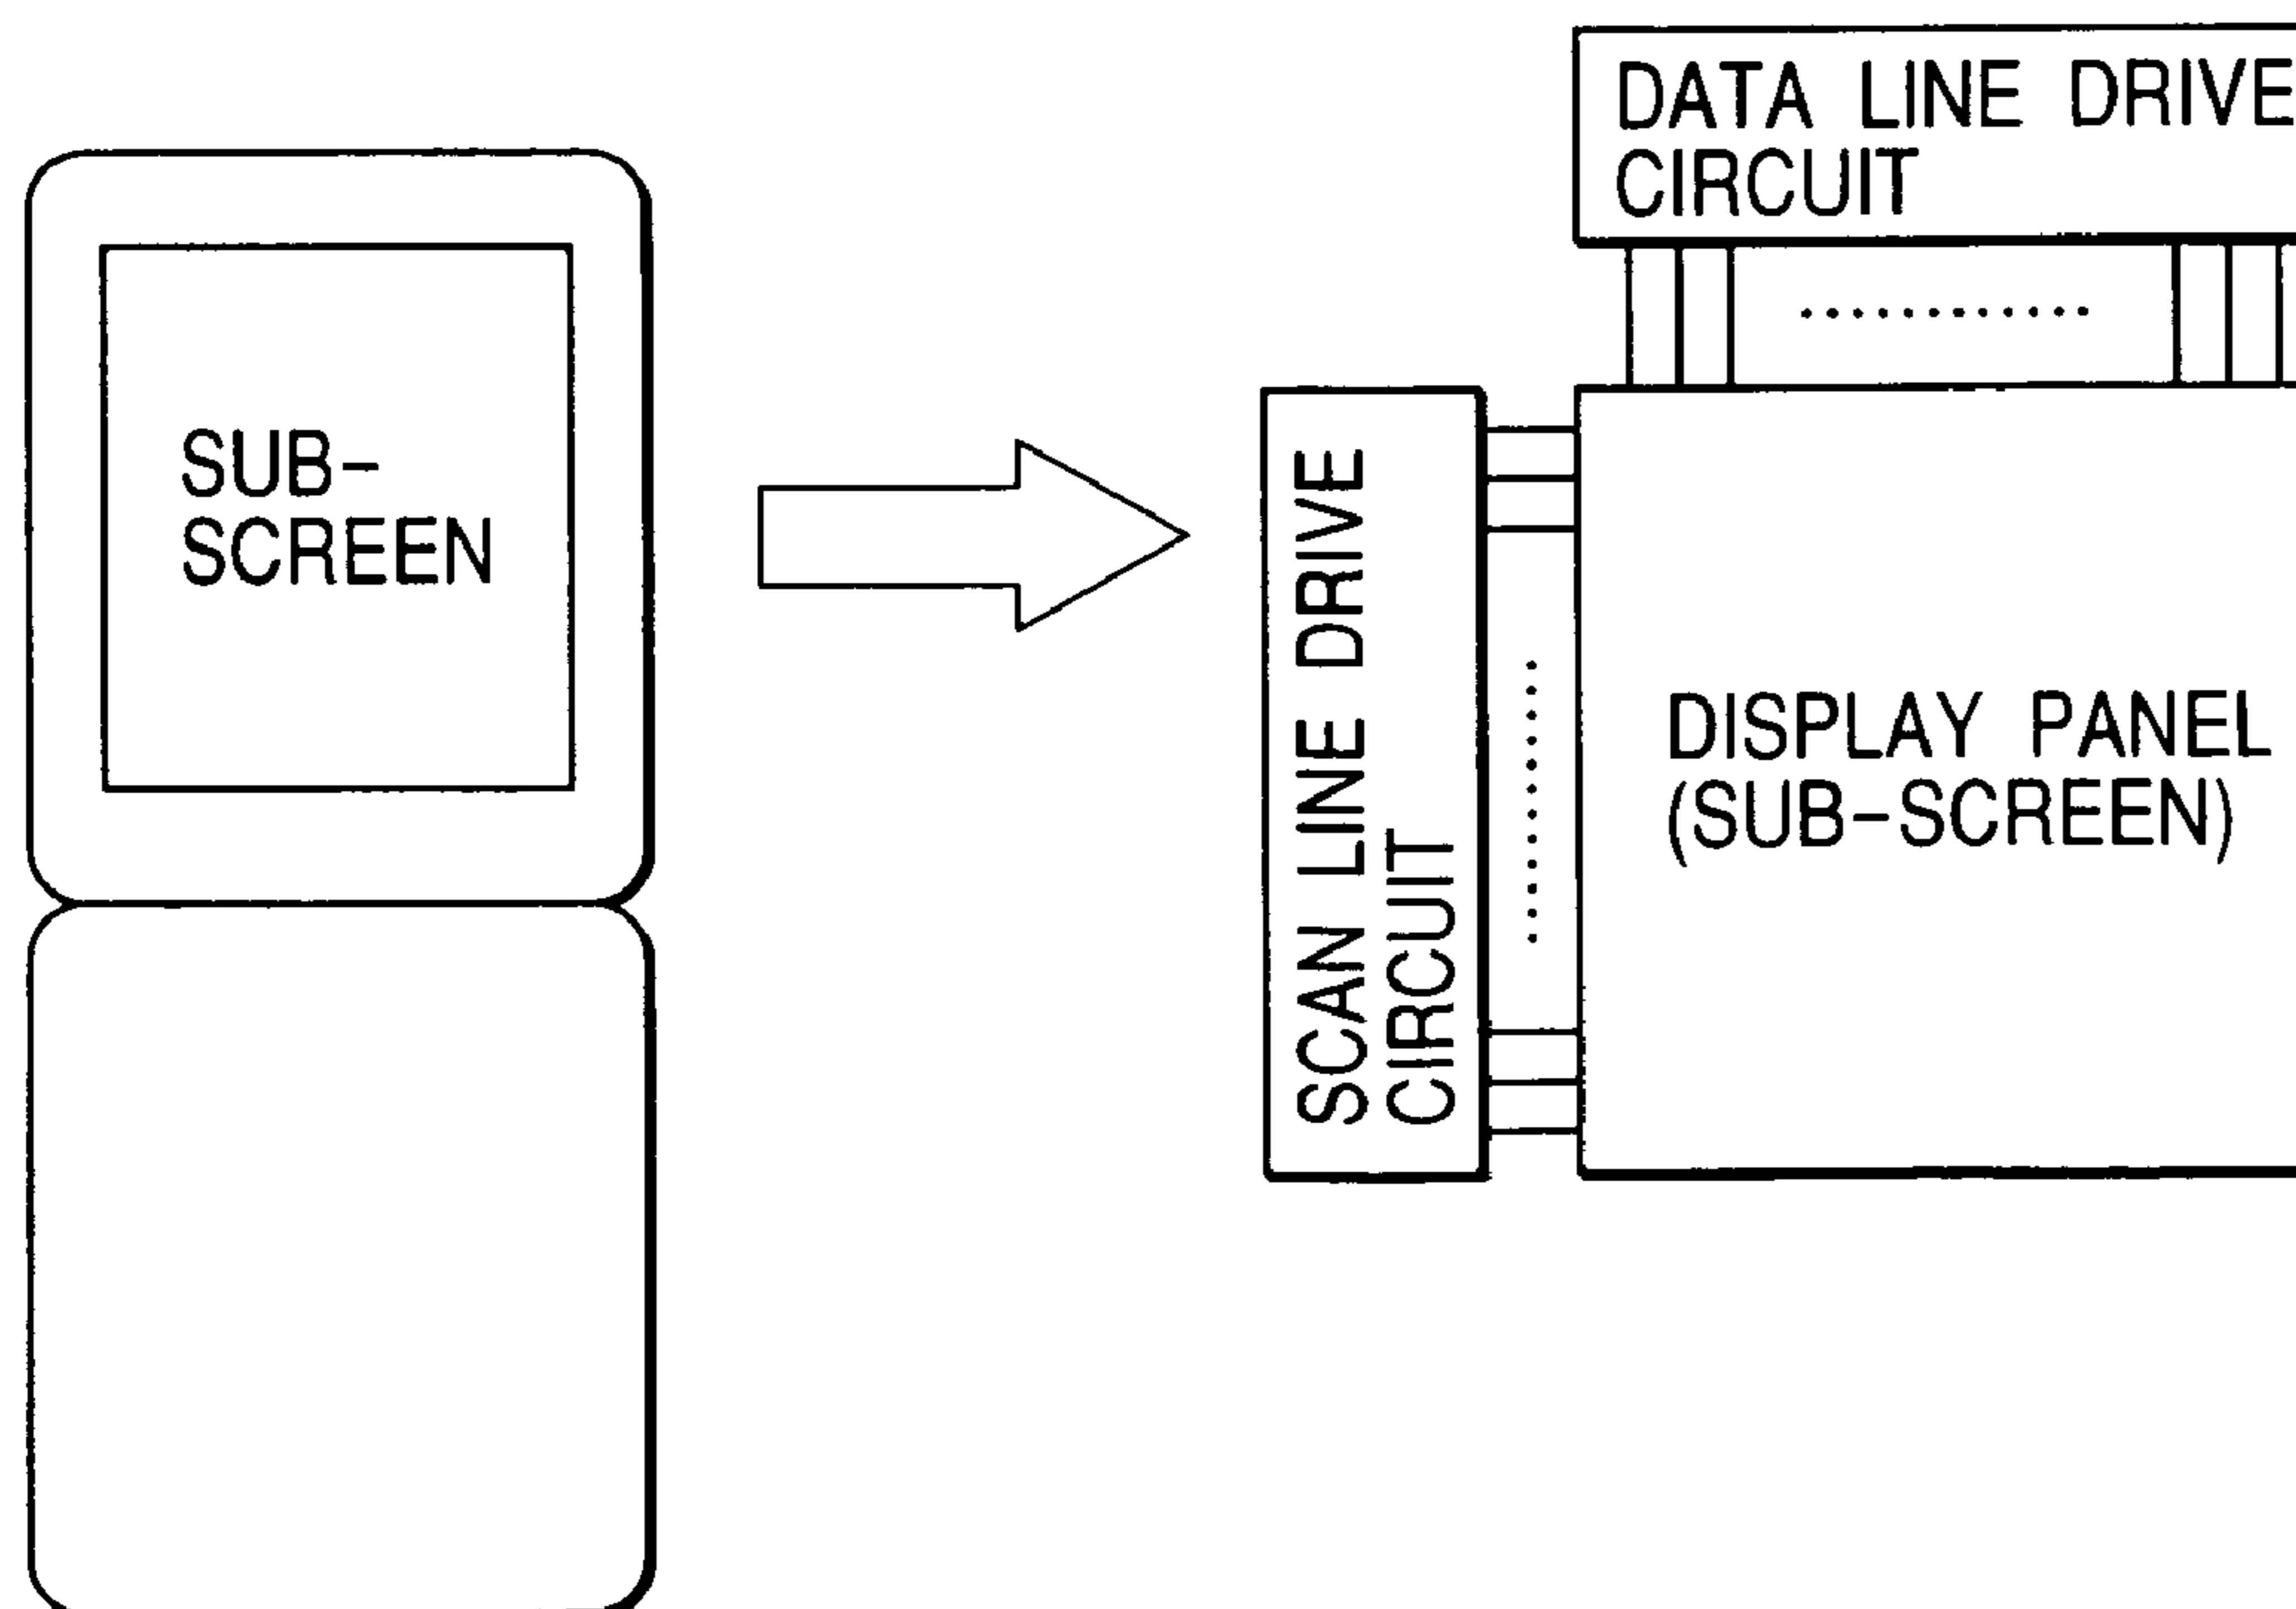 SUB-
SCREEN
DATA LINE DRIVE
CIRCUIT
SCAN LINE DRIVE
CIRCUIT
DISPLAY PANEL
(SUB-SCREEN)